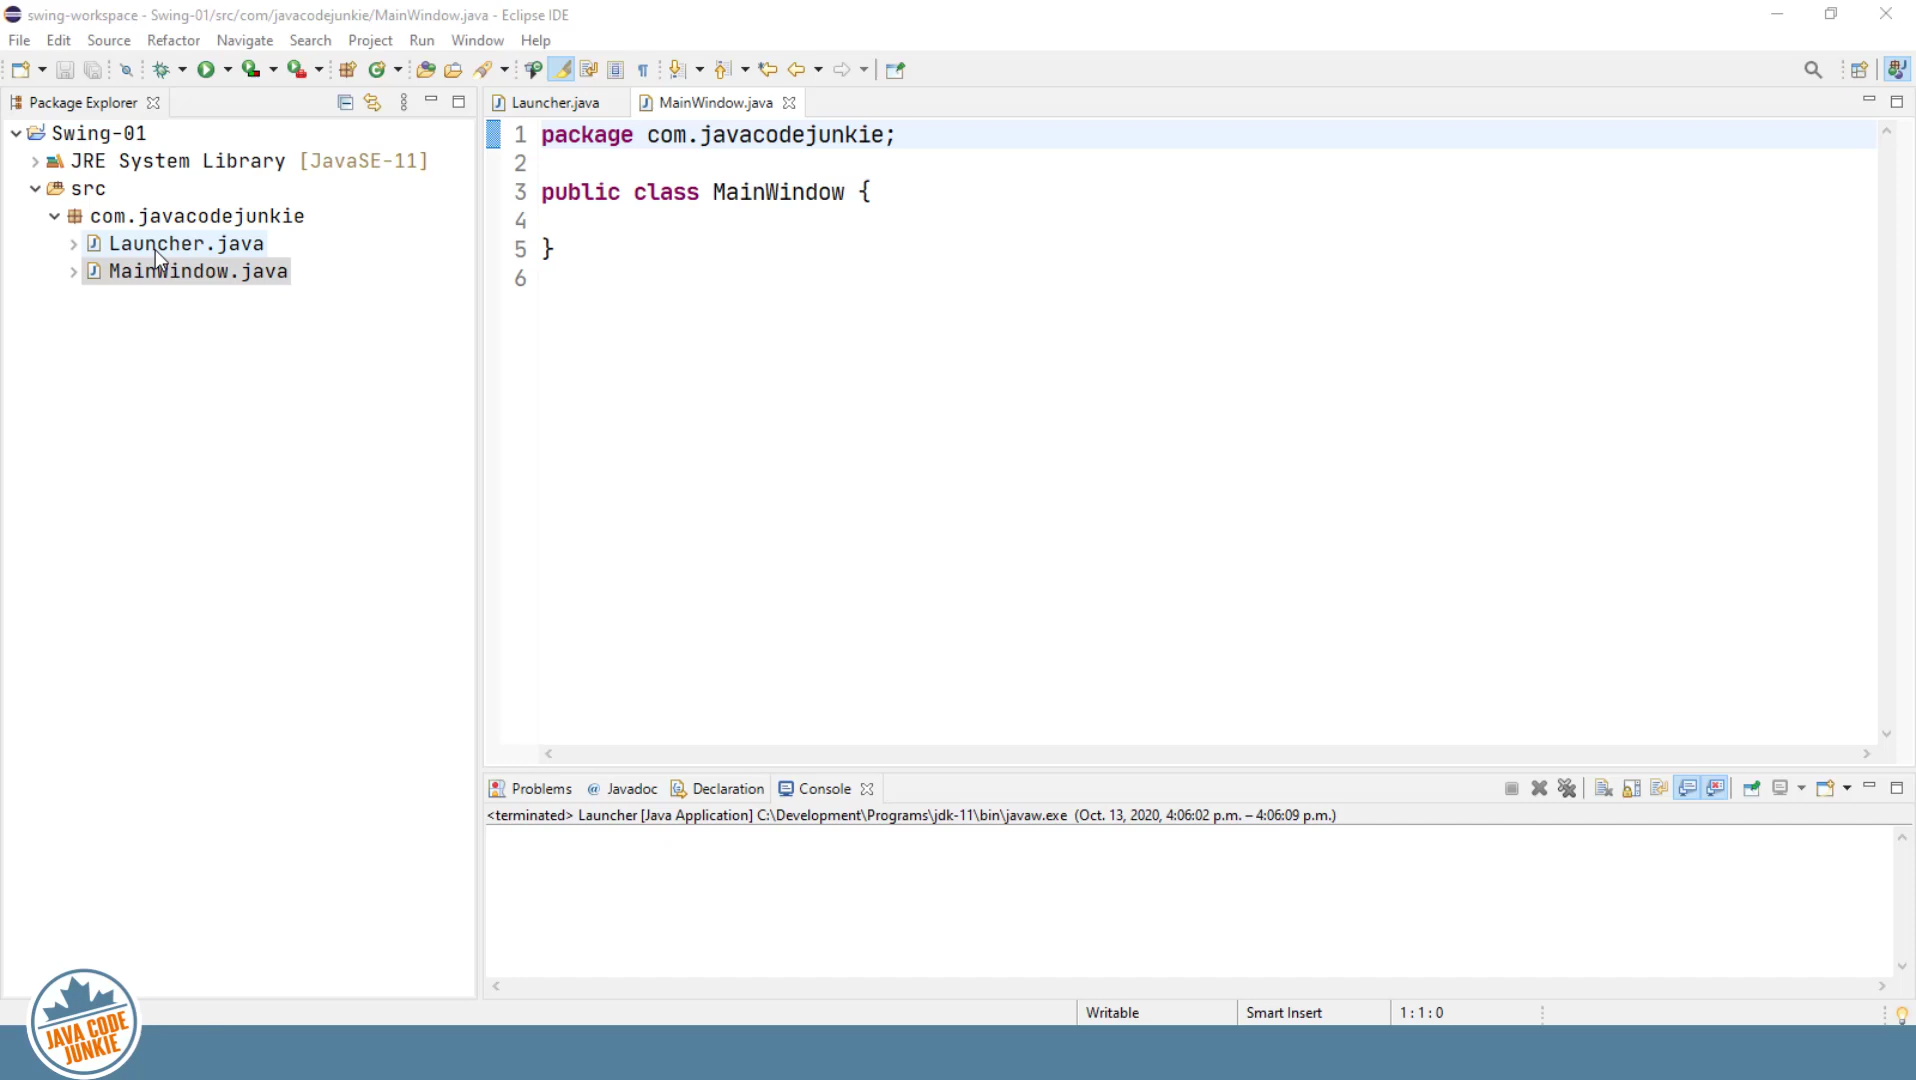 swing-workspace - Swing-01/src/com/javacodejunkie/MainWindow.java - Eclipse IDE
File Edit Source Refactor Navigate Search Project Run Window Help
Package Explorer
Launcher.java MainWindow.java
Swing-01
JRE System Library [JavaSE-11]
src
com.javacodejunkie
Launcher.java
MainWindow.java
1 package com.javacodejunkie;
2
3 public class MainWindow {
4
5 }
6
Problems @ Javadoc Declaration Console
<terminated> Launcher [Java Application] C:\Development\Programs\jdk-11\bin\javaw.exe (Oct. 13, 2020, 4:06:02 p.m. – 4:06:09 p.m.)
Writable Smart Insert 1 : 1 : 0
JAVA CODE
JUNKIE